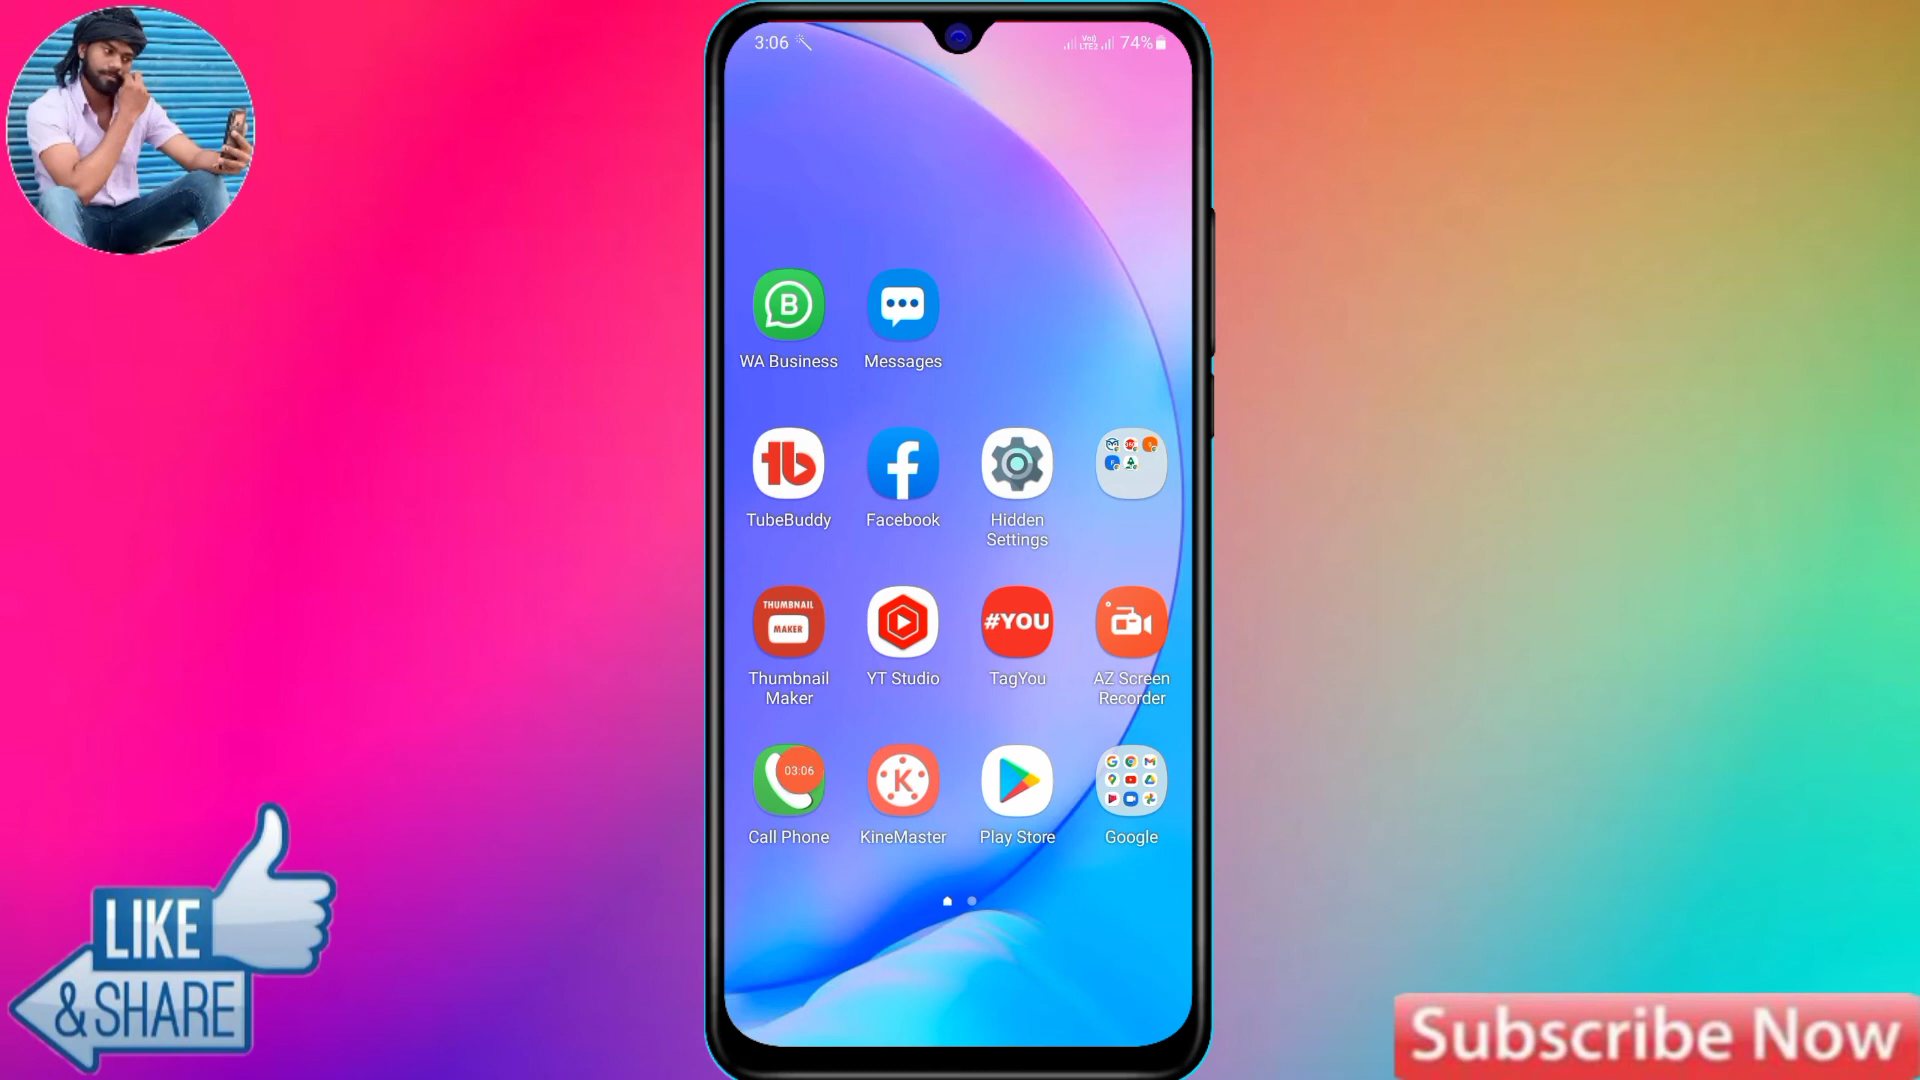 3:06
74%
WA Business
Messages
TubeBuddy
Facebook
Hidden
Settings
THUMBNAIL
MAKER
#YOU
Thumbnail
Maker
YT Studio
TagYou
AZ Screen
Recorder
03:06
Call Phone
KineMaster
Play Store
Google
LIKE
& SHARE
Subscribe Now